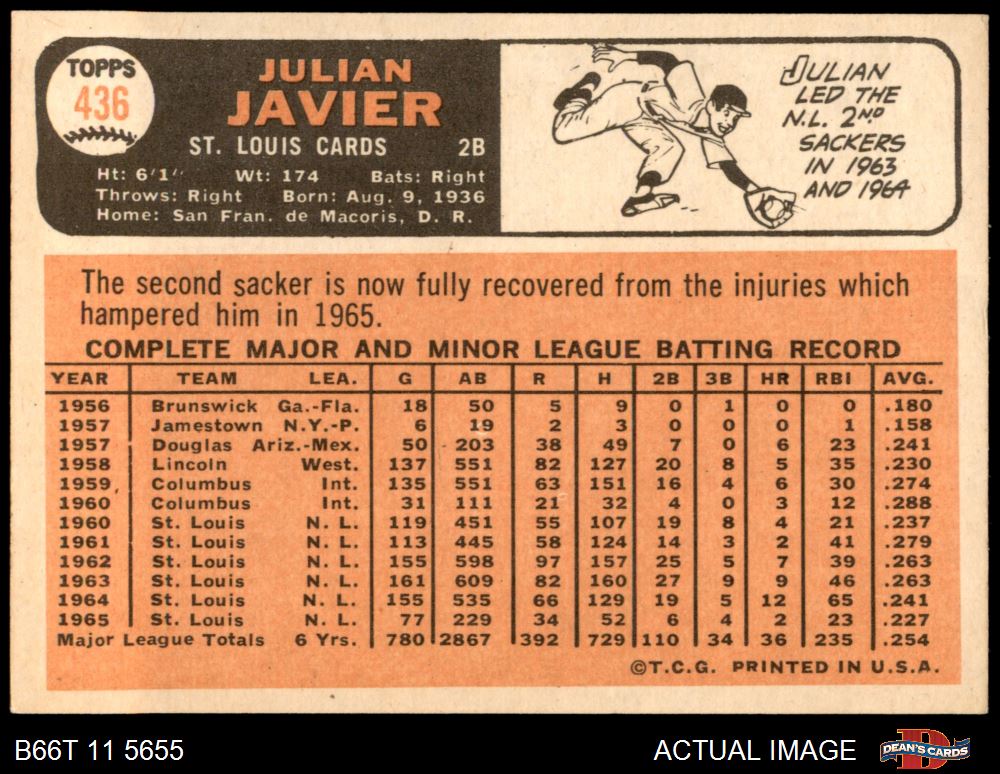 TOPPS
436
JULIAN
JAVIER
ST. LOUIS CARDS 2B
Ht: 6'1" Wt: 174 Bats: Right
Throws: Right Born: Aug. 9, 1936
Home: San Fran. de Macoris, D. R.
JULIAN
LED THE
N.L. 2ND
SACKERS
IN 1963
AND 1964
The second sacker is now fully recovered from the injuries which
hampered him in 1965.
COMPLETE MAJOR AND MINOR LEAGUE BATTING RECORD
YEAR TEAM LEA. G AB R H 2B 3B HR RBI AVG.
1956 Brunswick Ga.-Fla. 18 50 5 9 0 1 0 0 .180
1957 Jamestown N.Y.-P. 6 19 2 3 0 0 0 1 .158
1957 Douglas Ariz.-Mex. 50 203 38 49 7 0 6 23 .241
1958 Lincoln West. 137 551 82 127 20 8 5 35 .230
1959 Columbus Int. 135 551 63 151 16 4 6 30 .274
1960 Columbus Int. 31 111 21 32 4 0 3 12 .288
1960 St. Louis N. L. 119 451 55 107 19 8 4 21 .237
1961 St. Louis N. L. 113 445 58 124 14 3 2 41 .279
1962 St. Louis N. L. 155 598 97 157 25 5 7 39 .263
1963 St. Louis N. L. 161 609 82 160 27 9 9 46 .263
1964 St. Louis N. L. 155 535 66 129 19 5 12 65 .241
1965 St. Louis N. L. 77 229 34 52 6 4 2 23 .227
Major League Totals 6 Yrs. 780 2867 392 729 110 34 36 235 .254
©T.C.G. PRINTED IN U.S.A.
B66T 11 5655 ACTUAL IMAGE DEAN'S CARDS